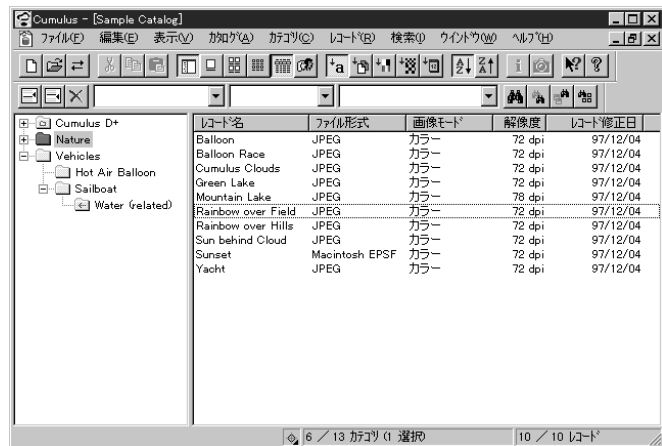 Cumulus - [Sample Catalog]
ファイル(F) 編集(E) 表示(V) カタログ(A) カテゴリ(C) レコード(R) 検索(I) ウインドウ(W) ヘルプ(H)
Cumulus D+
Nature
Vehicles
Hot Air Balloon
Sailboat
Water (related)
レコード名 ファイル形式 画像モード 解像度 レコード修正日
Balloon JPEG カラー 72 dpi 97/12/04
Balloon Race JPEG カラー 72 dpi 97/12/04
Cumulus Clouds JPEG カラー 72 dpi 97/12/04
Green Lake JPEG カラー 72 dpi 97/12/04
Mountain Lake JPEG カラー 78 dpi 97/12/04
Rainbow over Field JPEG カラー 72 dpi 97/12/04
Rainbow over Hills JPEG カラー 72 dpi 97/12/04
Sun behind Cloud JPEG カラー 72 dpi 97/12/04
Sunset Macintosh EPSF カラー 72 dpi 97/12/04
Yacht JPEG カラー 72 dpi 97/12/04
6 / 13 カテゴリ (1 選択)
10 / 10 レコード